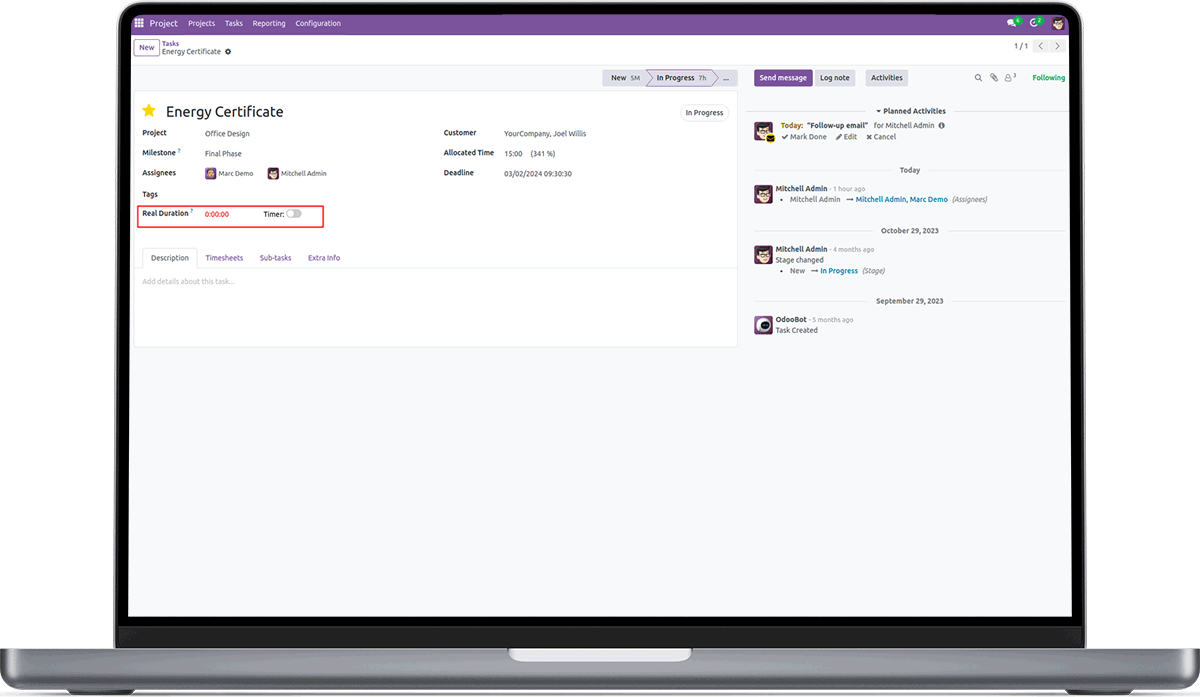 Project Projects Tasks Reporting Configuration 6 2
New Tasks
Energy Certificate
1 / 1
New 5M In Progress 7h ...
Send message Log note Activities 3 Following
Energy Certificate In Progress
Project Office Design Customer YourCompany, Joel Willis
Milestone ? Final Phase Allocated Time 15:00 (341 %)
Assignees Marc Demo Mitchell Admin Deadline 03/02/2024 09:30:30
Tags
Real Duration ? 0:00:00 Timer:
Description Timesheets Sub-tasks Extra Info
Add details about this task...
Planned Activities
Today: "Follow-up email" for Mitchell Admin
Mark Done Edit Cancel
Today
Mitchell Admin - 1 hour ago
• Mitchell Admin → Mitchell Admin, Marc Demo (Assignees)
October 29, 2023
Mitchell Admin - 4 months ago
Stage changed
• New → In Progress (Stage)
September 29, 2023
OdooBot - 5 months ago
Task Created